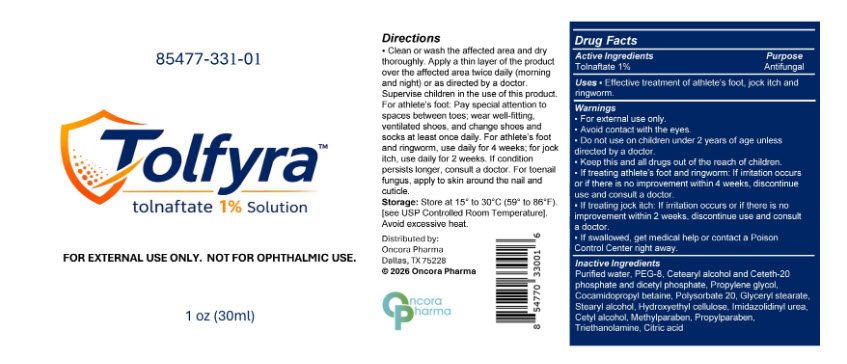 85477-331-01
Tolfyra™
tolnaftate 1% Solution
FOR EXTERNAL USE ONLY. NOT FOR OPHTHALMIC USE.
1 oz (30ml)
Directions
• Clean or wash the affected area and dry
thoroughly. Apply a thin layer of the product
over the affected area twice daily (morning
and night) or as directed by a doctor.
Supervise children in the use of this product.
For athlete's foot: Pay special attention to
spaces between toes; wear well-fitting,
ventilated shoes, and change shoes and
socks at least once daily. For athlete's foot
and ringworm, use daily for 4 weeks; for jock
itch, use daily for 2 weeks. If condition
persists longer, consult a doctor. For toenail
fungus, apply to skin around the nail and
cuticle.
Storage: Store at 15° to 30°C (59° to 86°F).
[see USP Controlled Room Temperature].
Avoid excessive heat.
Distributed by:
Oncora Pharma
Dallas, TX 75228
© 2026 Oncora Pharma
Oncora
Pharma
8 54770 33001 6
Drug Facts
Active Ingredients Purpose
Tolnaftate 1% Antifungal
Uses • Effective treatment of athlete's foot, jock itch and
ringworm.
Warnings
• For external use only.
• Avoid contact with the eyes.
• Do not use on children under 2 years of age unless
directed by a doctor.
• Keep this and all drugs out of the reach of children.
• If treating athlete's foot and ringworm: If irritation occurs
or if there is no improvement within 4 weeks, discontinue
use and consult a doctor.
• If treating jock itch: If irritation occurs or if there is no
improvement within 2 weeks, discontinue use and consult
a doctor.
• If swallowed, get medical help or contact a Poison
Control Center right away.
Inactive Ingredients
Purified water, PEG-8, Cetearyl alcohol and Ceteth-20
phosphate and dicetyl phosphate, Propylene glycol,
Cocamidopropyl betaine, Polysorbate 20, Glyceryl stearate,
Stearyl alcohol, Hydroxyethyl cellulose, Imidazolidinyl urea,
Cetyl alcohol, Methylparaben, Propylparaben,
Triethanolamine, Citric acid